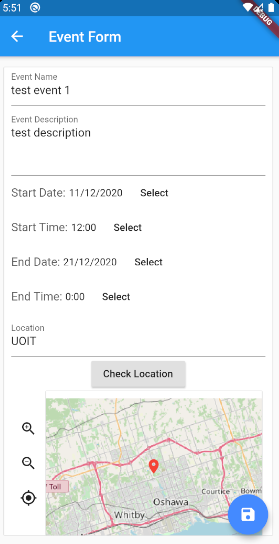 5:51
DEBUG
Event Form
Event Name
test event 1
Event Description
test description
Start Date: 11/12/2020 Select
Start Time: 12:00 Select
End Date: 21/12/2020 Select
End Time: 0:00 Select
Location
UOIT
Check Location
Toll
Oshawa
Courtice
Bowm
Whitby